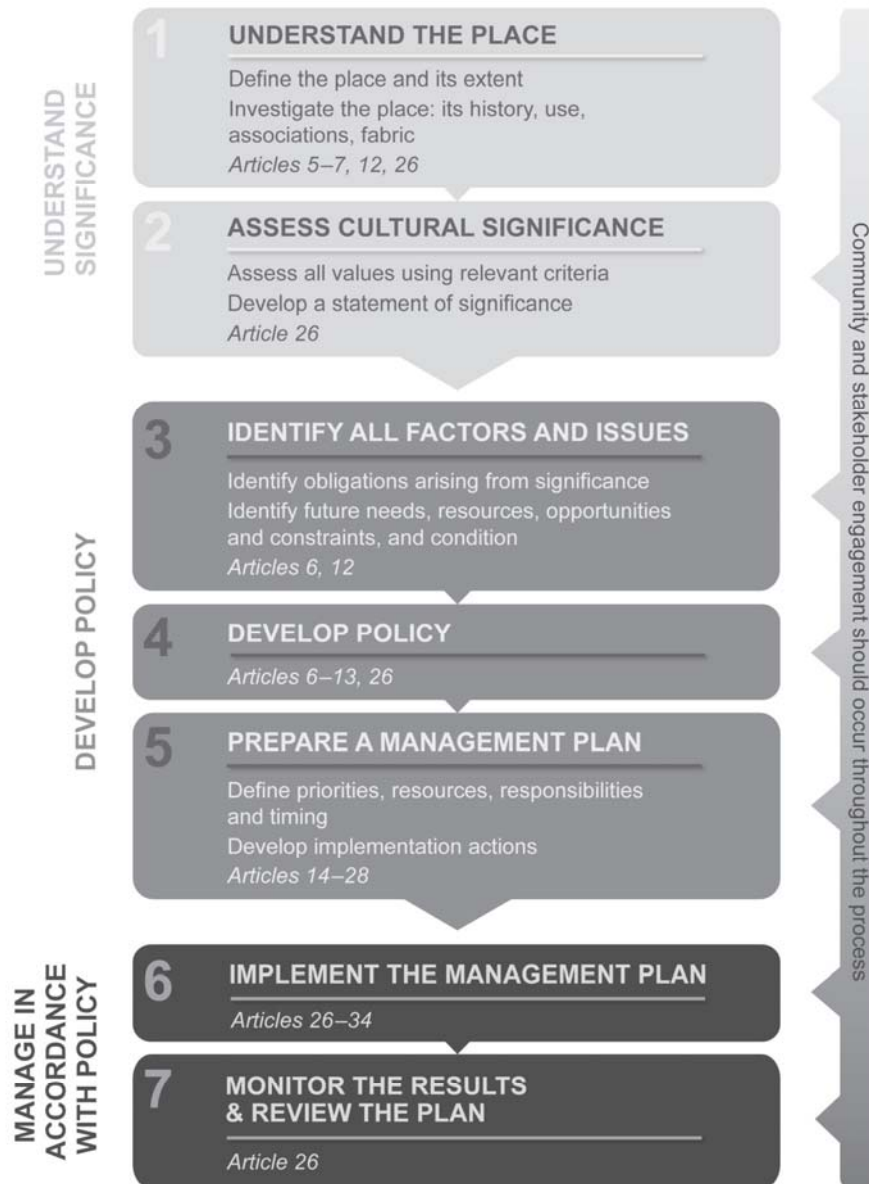 UNDERSTAND
SIGNIFICANCE
1
UNDERSTAND THE PLACE
Define the place and its extent
Investigate the place: its history, use,
associations, fabric
Articles 5–7, 12, 26
2
ASSESS CULTURAL SIGNIFICANCE
Assess all values using relevant criteria
Develop a statement of significance
Article 26
DEVELOP POLICY
3
IDENTIFY ALL FACTORS AND ISSUES
Identify obligations arising from significance
Identify future needs, resources, opportunities
and constraints, and condition
Articles 6, 12
4
DEVELOP POLICY
Articles 6–13, 26
5
PREPARE A MANAGEMENT PLAN
Define priorities, resources, responsibilities
and timing
Develop implementation actions
Articles 14–28
MANAGE IN
ACCORDANCE
WITH POLICY
6
IMPLEMENT THE MANAGEMENT PLAN
Articles 26–34
7
MONITOR THE RESULTS
& REVIEW THE PLAN
Article 26
Community and stakeholder engagement should occur throughout the process